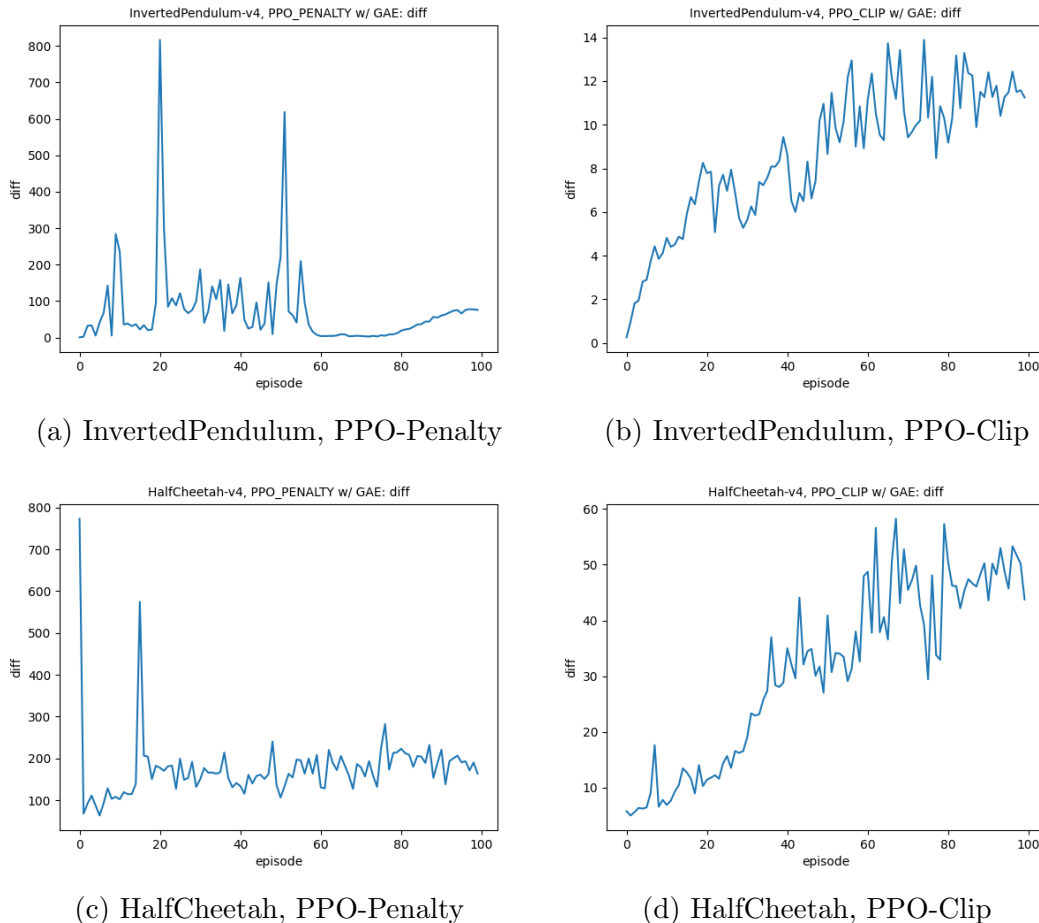 InvertedPendulum-v4, PPO_PENALTY w/ GAE: diff
800
700
600
500
400
300
200
100
0
diff
0 20 40 60 80 100
episode
(a) InvertedPendulum, PPO-Penalty
InvertedPendulum-v4, PPO_CLIP w/ GAE: diff
14
12
10
8
6
4
2
0
diff
0 20 40 60 80 100
episode
(b) InvertedPendulum, PPO-Clip
HalfCheetah-v4, PPO_PENALTY w/ GAE: diff
800
700
600
500
400
300
200
100
diff
0 20 40 60 80 100
episode
(c) HalfCheetah, PPO-Penalty
HalfCheetah-v4, PPO_CLIP w/ GAE: diff
60
50
40
30
20
10
diff
0 20 40 60 80 100
episode
(d) HalfCheetah, PPO-Clip